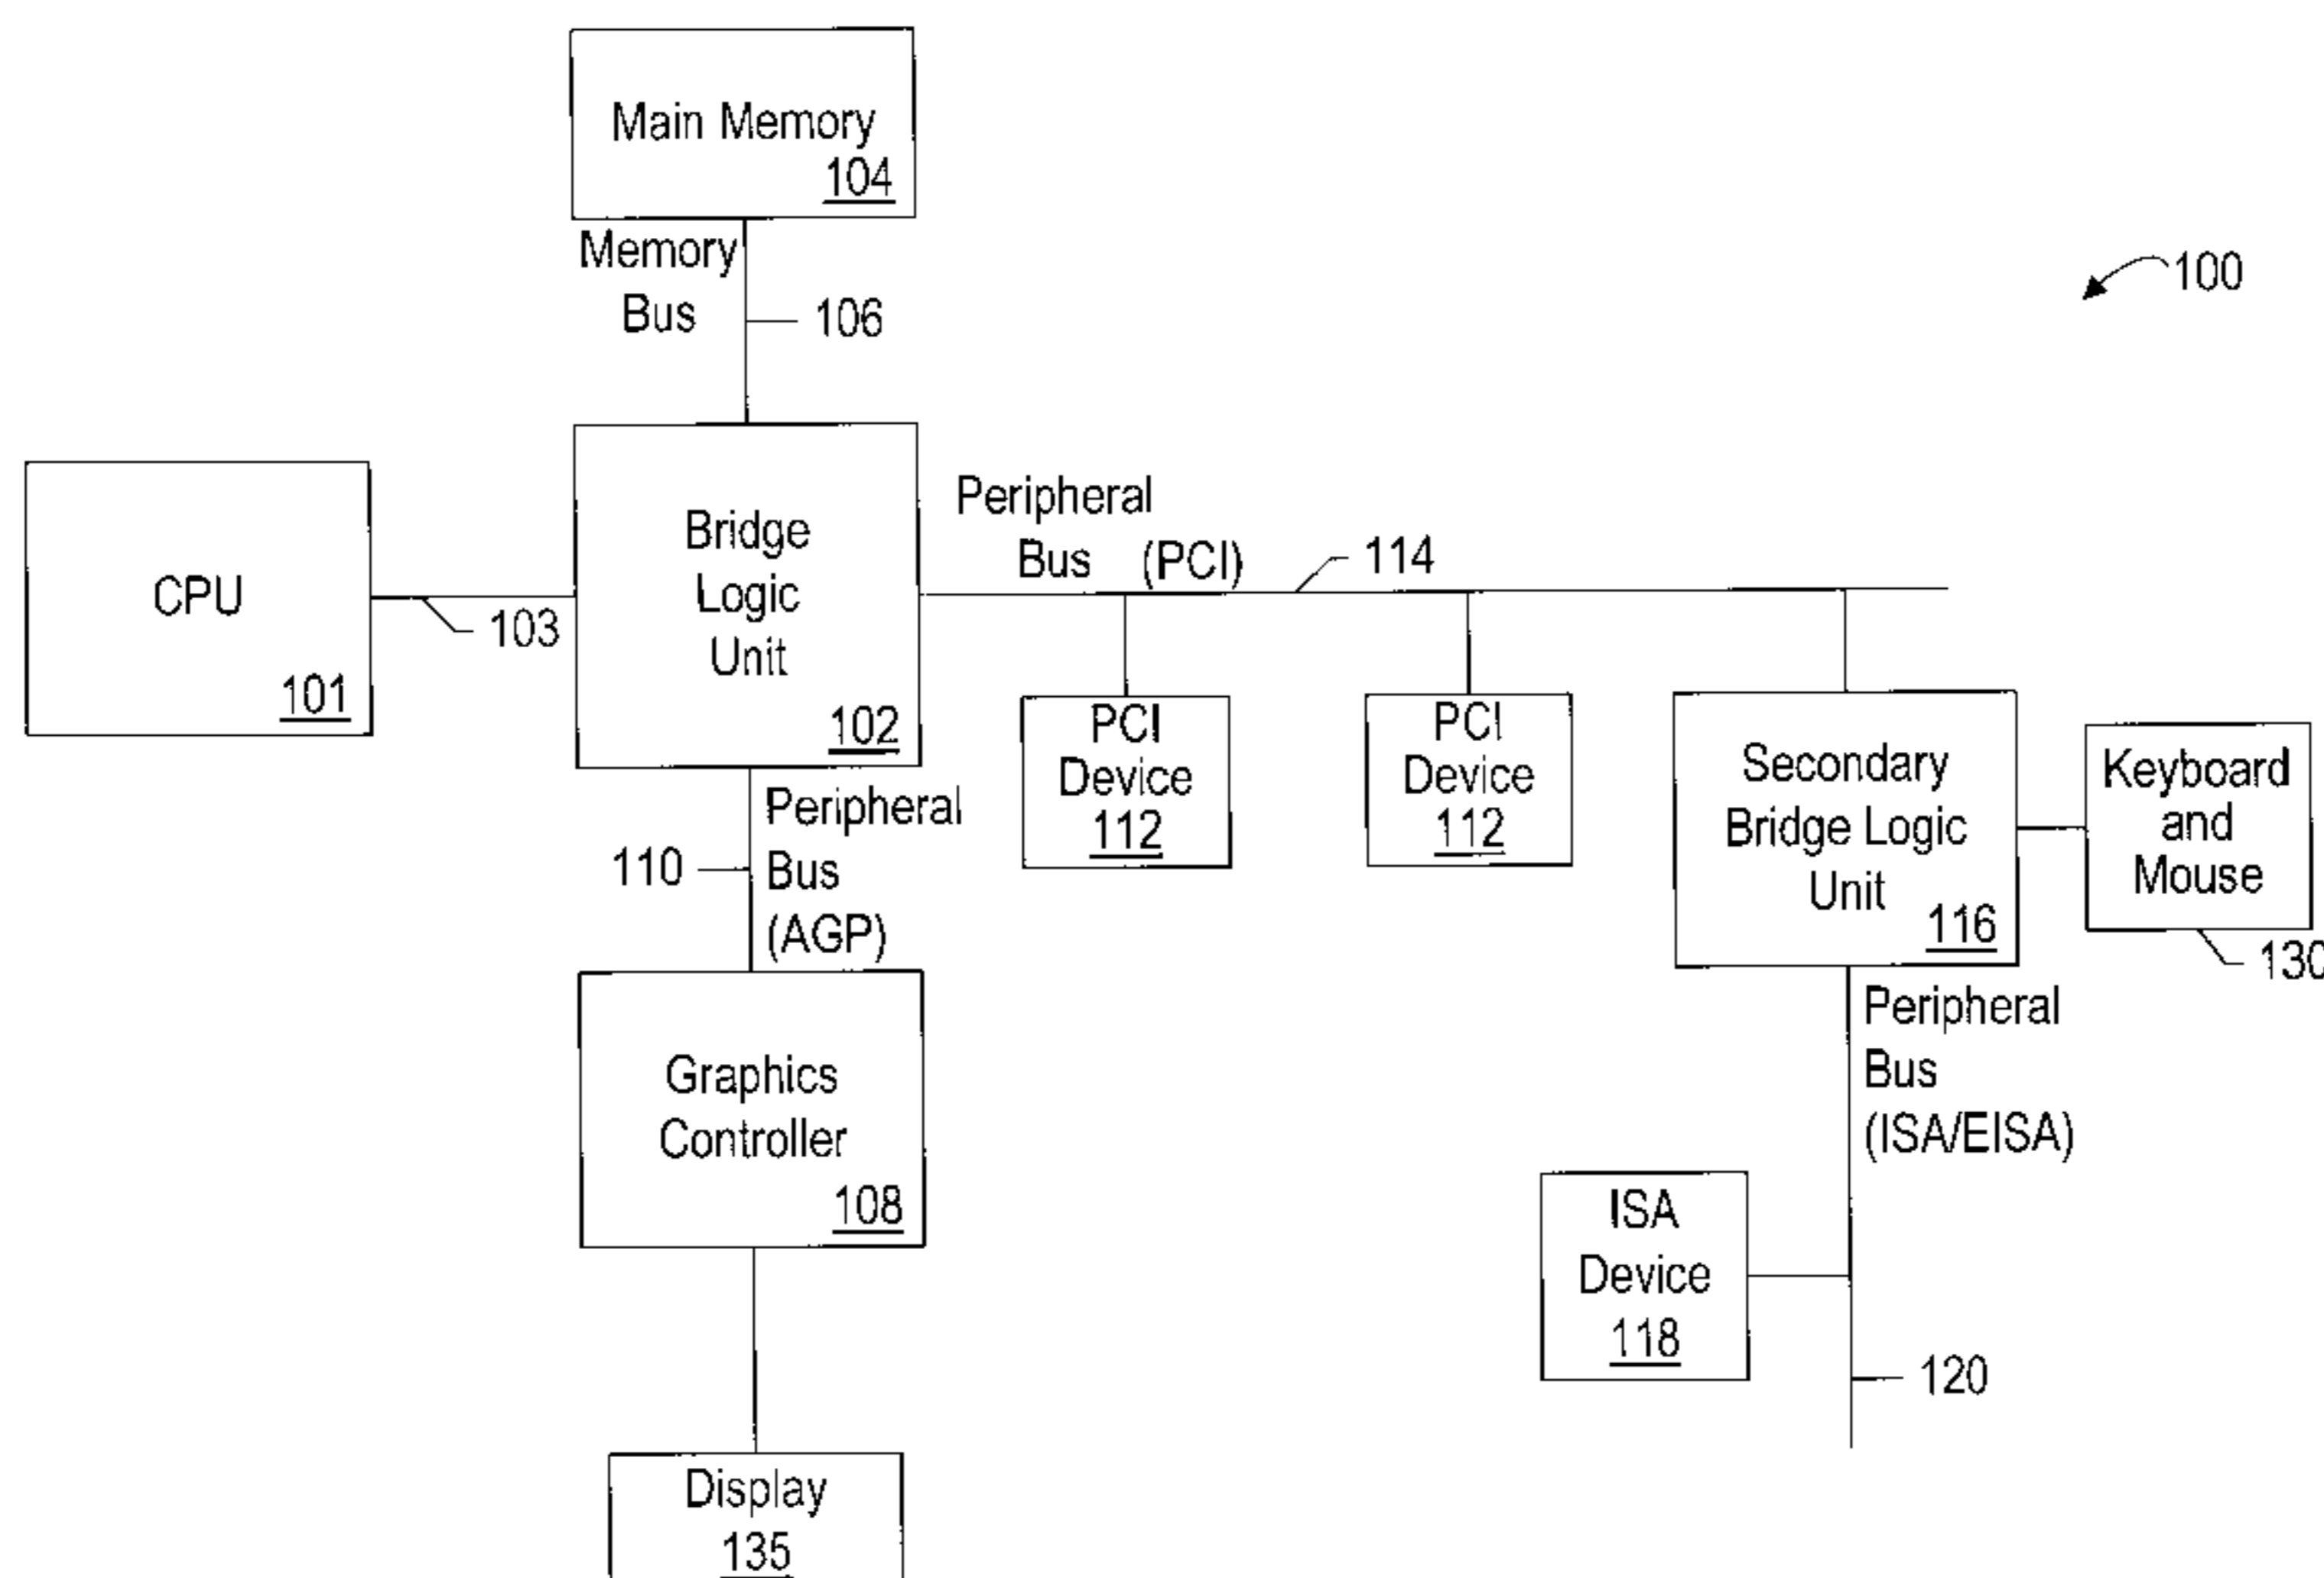 Main Memory
104
Memory
Bus
106
100
CPU
101
103
Bridge
Logic
Unit
102
Peripheral
Bus (PCI)
114
PCI
Device
112
PCI
Device
112
Secondary
Bridge Logic
Unit
116
Keyboard
and
Mouse
130
Peripheral
Bus
(AGP)
110
Graphics
Controller
108
Peripheral
Bus
(ISA/EISA)
ISA
Device
118
120
Display
135